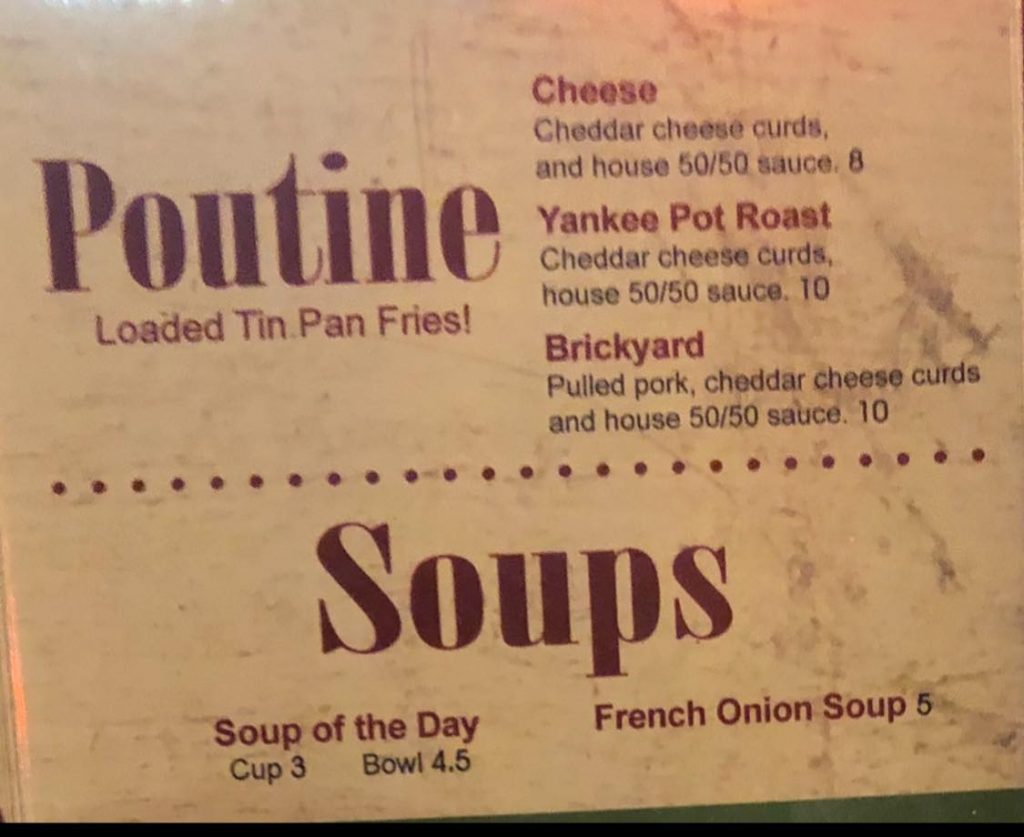 Poutine
Loaded Tin Pan Fries!
Cheese
Cheddar cheese curds,
and house 50/50 sauce. 8
Yankee Pot Roast
Cheddar cheese curds,
house 50/50 sauce. 10
Brickyard
Pulled pork, cheddar cheese curds
and house 50/50 sauce. 10
Soups
Soup of the Day
Cup 3 Bowl 4.5
French Onion Soup 5